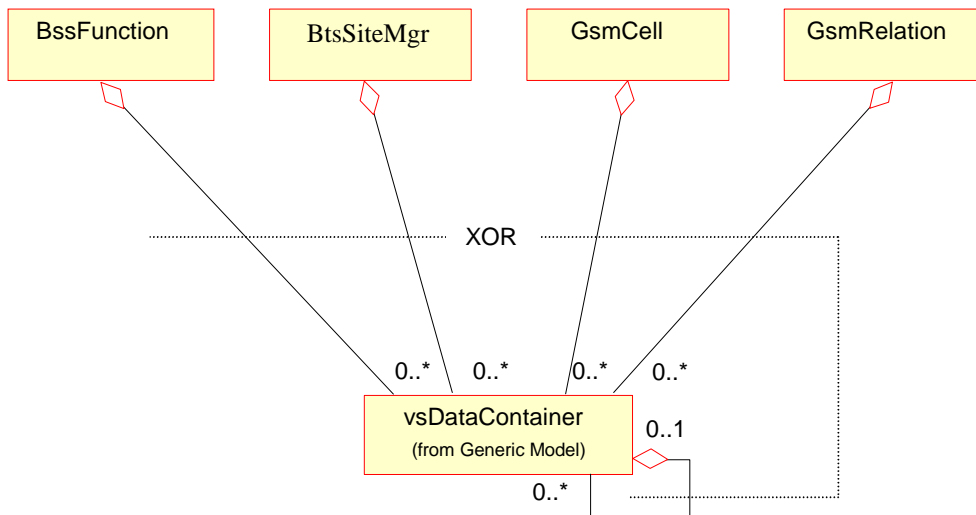 BssFunction
BtsSiteMgr
GsmCell
GsmRelation
XOR
0..*
0..*
0..*
0..*
vsDataContainer
(from Generic Model)
0..1
0..*